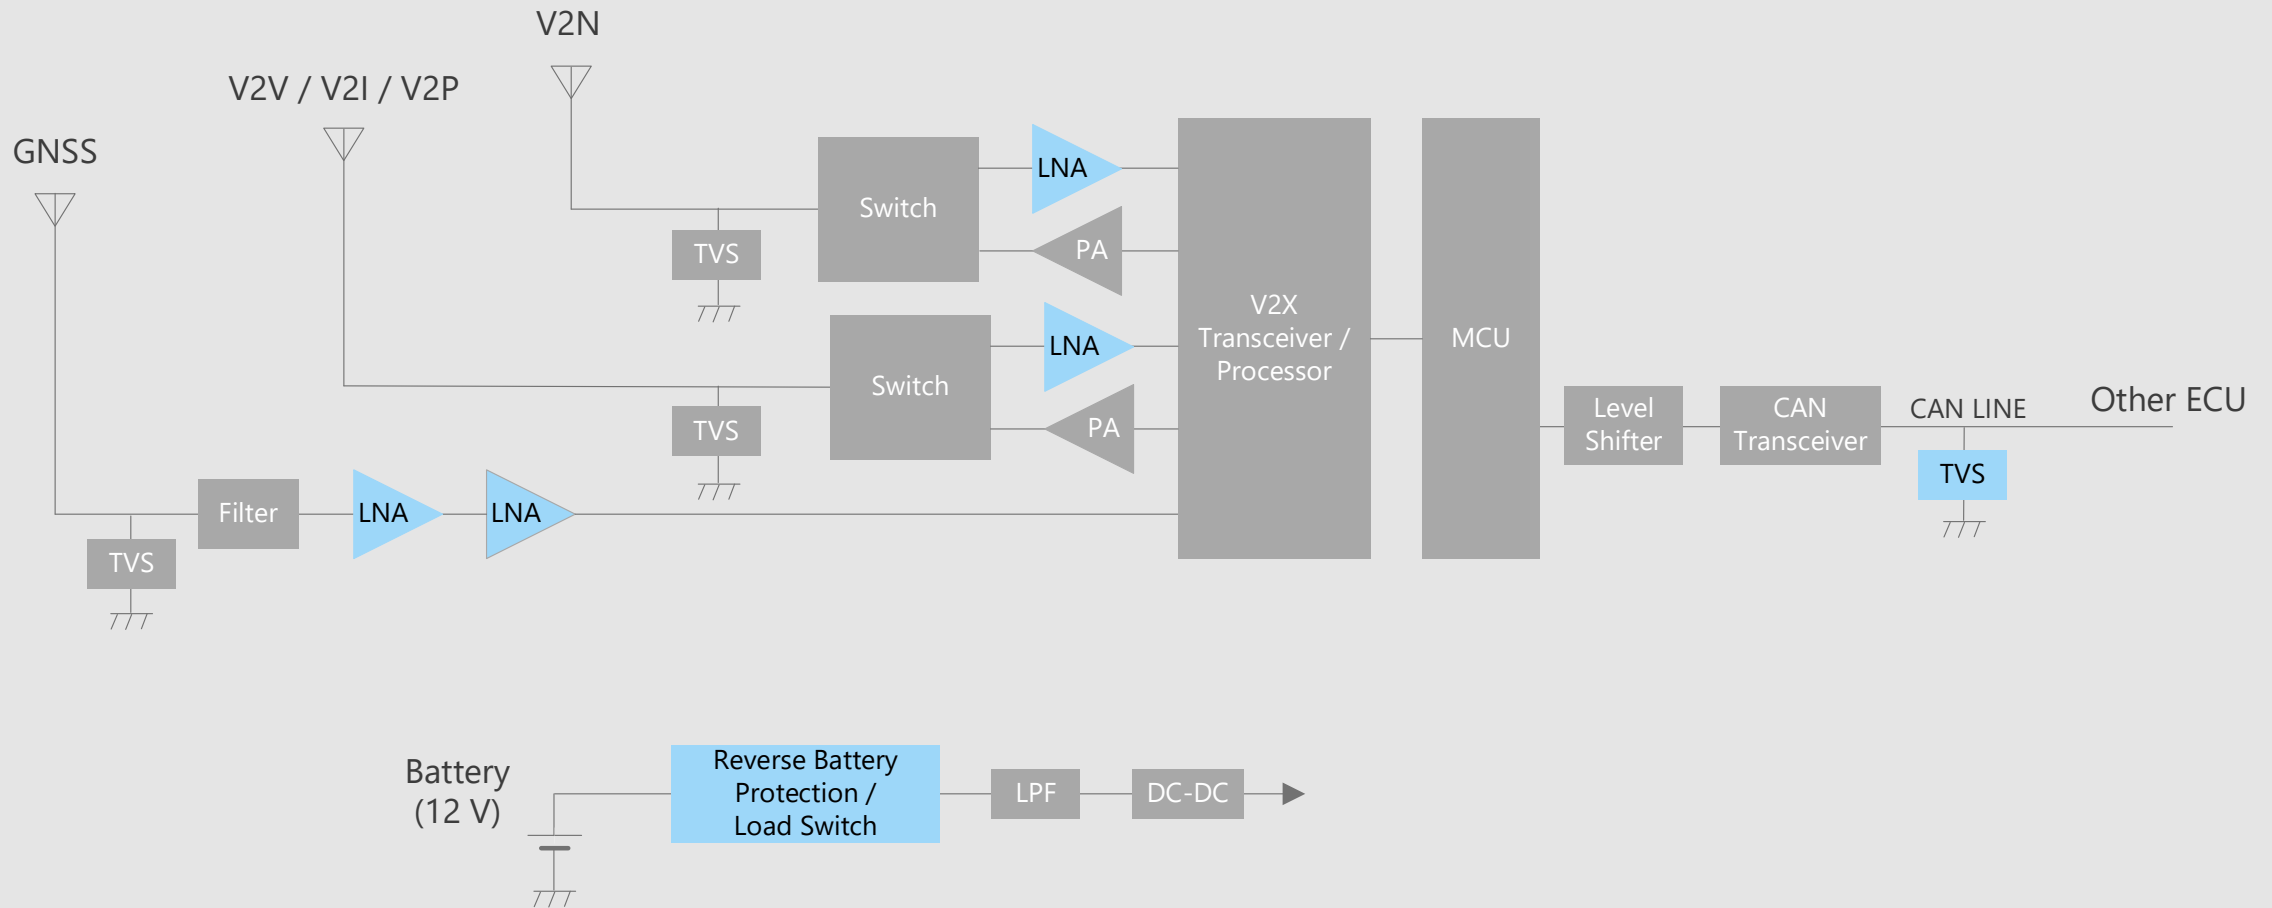 V2N
V2V / V2I / V2P
GNSS
LNA
Switch
PA
TVS
V2X
Transceiver /
Processor
MCU
LNA
Switch
PA
TVS
Level
Shifter
CAN
Transceiver
CAN LINE
Other ECU
TVS
Filter
LNA
LNA
TVS
Battery
(12 V)
Reverse Battery
Protection /
Load Switch
LPF
DC-DC